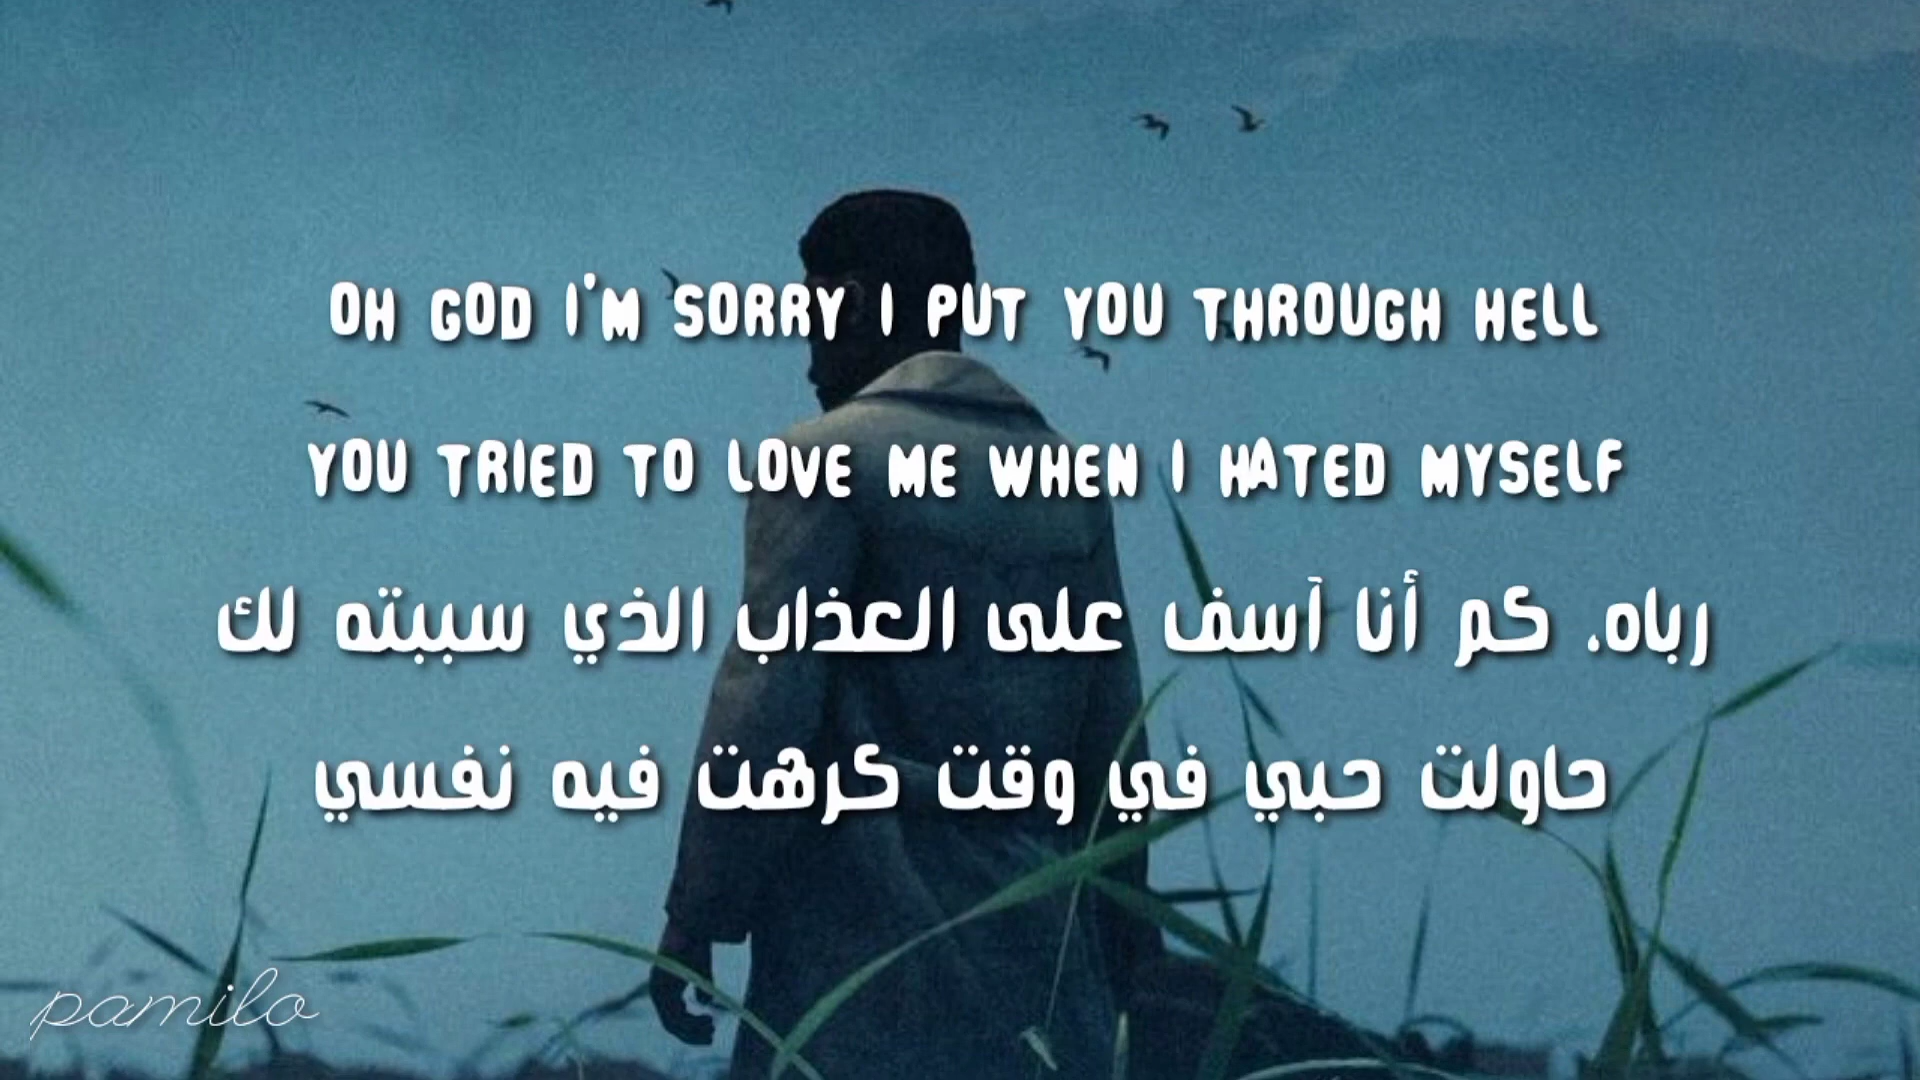 OH GOD I'M SORRY I PUT YOU THROUGH HELL
YOU TRIED TO LOVE ME WHEN I HATED MYSELF
رباه، كم أنا آسف على العذاب الذي سببته لك
حاولت حبي في وقت كرهت فيه نفسي
pamilo